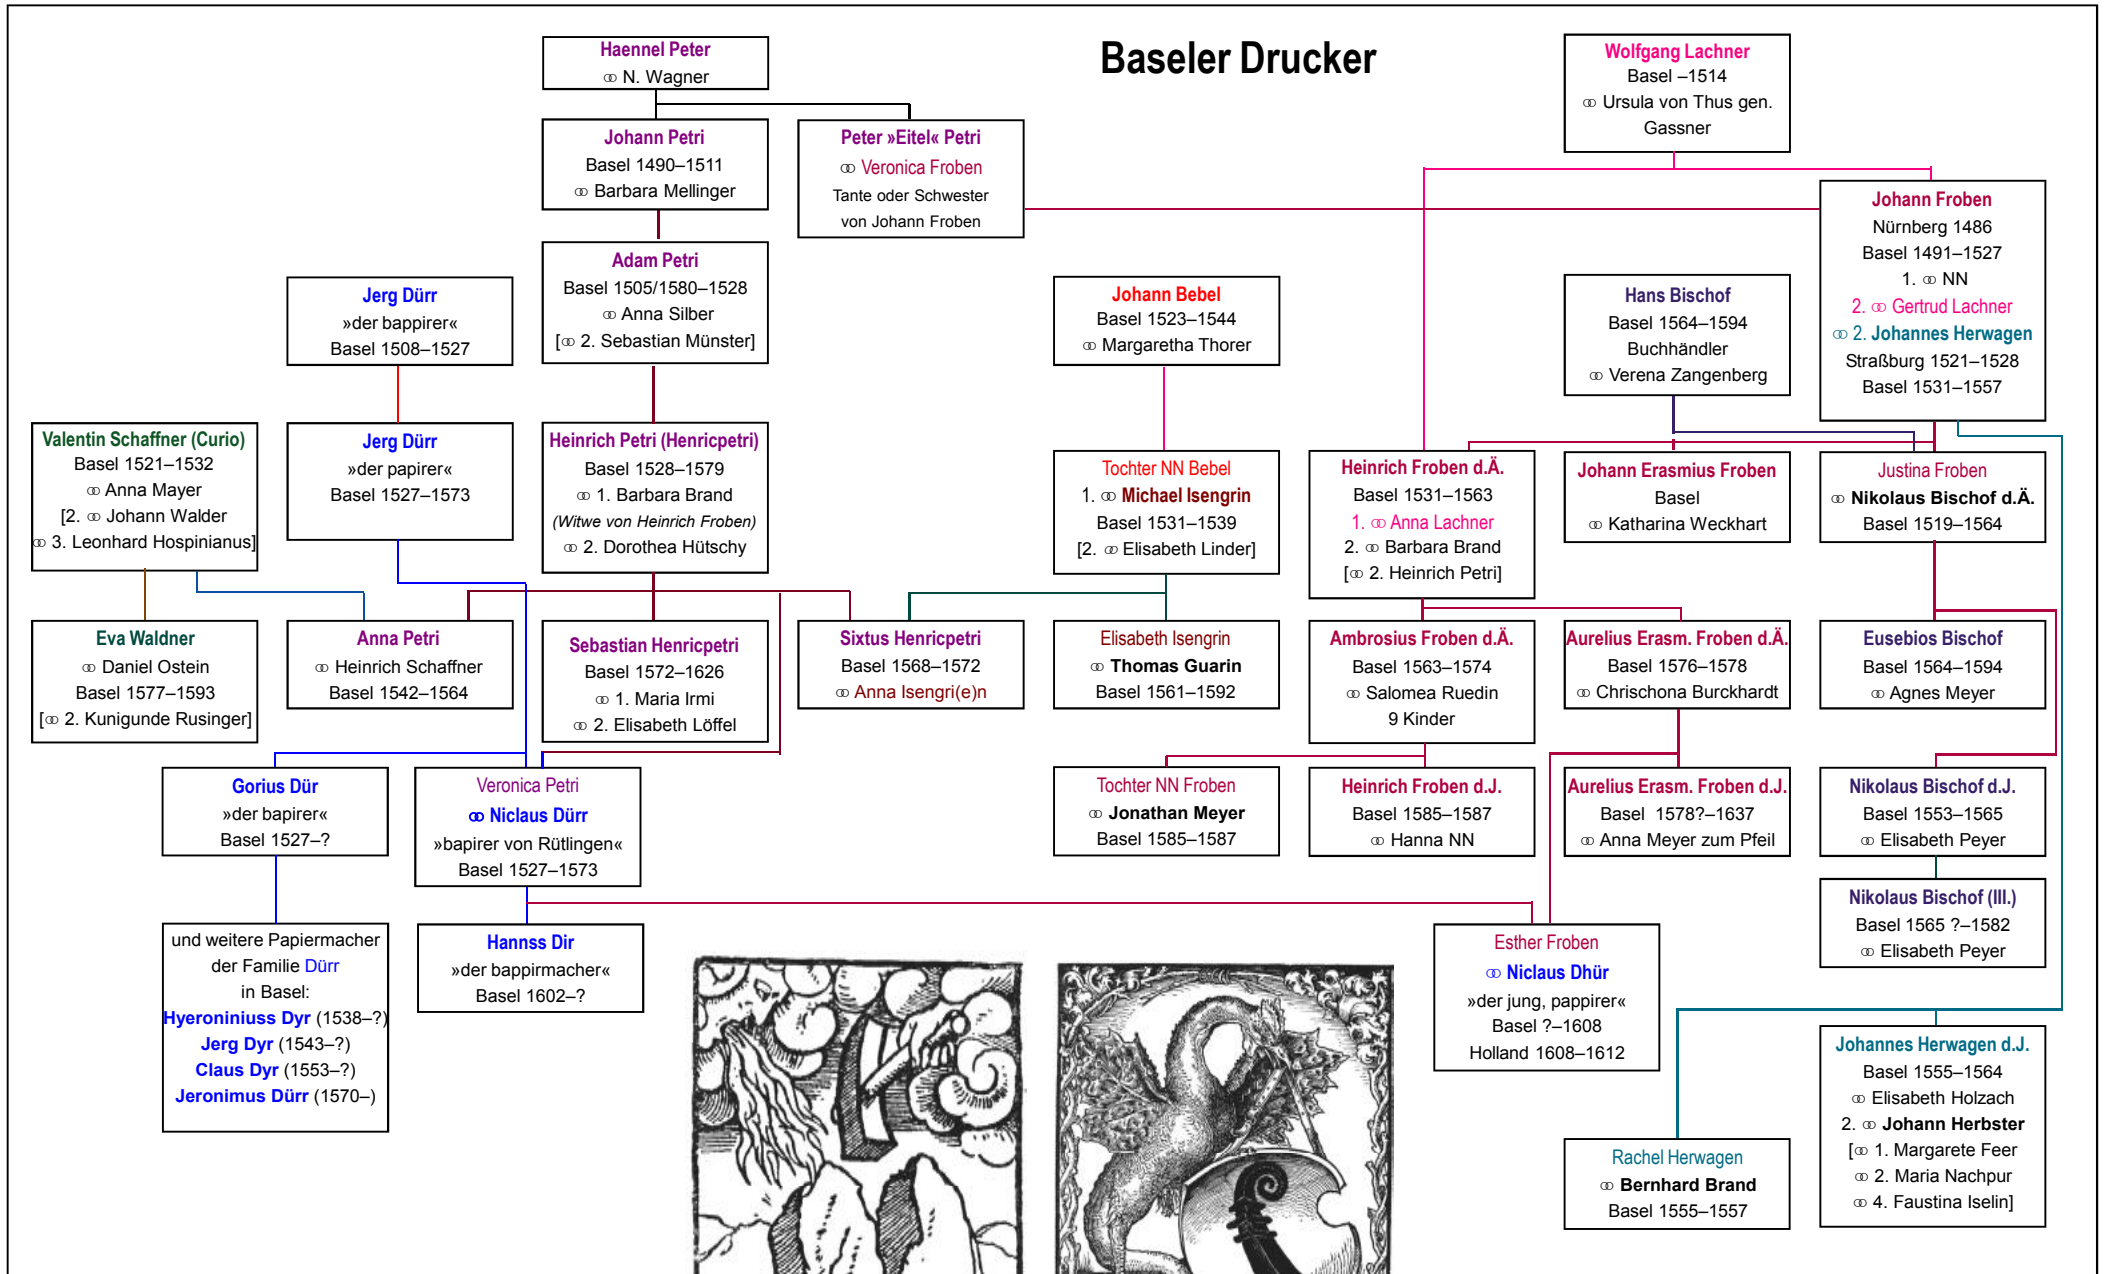 Baseler Drucker
Haennel Peter
⚭ N. Wagner
Wolfgang Lachner
Basel –1514
⚭ Ursula von Thus gen.
Gassner
Johann Petri
Basel 1490–1511
⚭ Barbara Mellinger
Peter »Eitel« Petri
⚭ Veronica Froben
Tante oder Schwester
von Johann Froben
Johann Froben
Nürnberg 1486
Basel 1491–1527
1. ⚭ NN
2. ⚭ Gertrud Lachner
⚭ 2. Johannes Herwagen
Straßburg 1521–1528
Basel 1531–1557
Adam Petri
Basel 1505/1580–1528
⚭ Anna Silber
[⚭ 2. Sebastian Münster]
Jerg Dürr
»der bappirer«
Basel 1508–1527
Johann Bebel
Basel 1523–1544
⚭ Margaretha Thorer
Hans Bischof
Basel 1564–1594
Buchhändler
⚭ Verena Zangenberg
Valentin Schaffner (Curio)
Basel 1521–1532
⚭ Anna Mayer
[2. ⚭ Johann Walder
⚭ 3. Leonhard Hospinianus]
Jerg Dürr
»der papirer«
Basel 1527–1573
Heinrich Petri (Henricpetri)
Basel 1528–1579
⚭ 1. Barbara Brand
(Witwe von Heinrich Froben)
⚭ 2. Dorothea Hütschy
Tochter NN Bebel
1. ⚭ Michael Isengrin
Basel 1531–1539
[2. ⚭ Elisabeth Linder]
Heinrich Froben d.Ä.
Basel 1531–1563
1. ⚭ Anna Lachner
2. ⚭ Barbara Brand
[⚭ 2. Heinrich Petri]
Johann Erasmius Froben
Basel
⚭ Katharina Weckhart
Justina Froben
⚭ Nikolaus Bischof d.Ä.
Basel 1519–1564
Eva Waldner
⚭ Daniel Ostein
Basel 1577–1593
[⚭ 2. Kunigunde Rusinger]
Anna Petri
⚭ Heinrich Schaffner
Basel 1542–1564
Sebastian Henricpetri
Basel 1572–1626
⚭ 1. Maria Irmi
⚭ 2. Elisabeth Löffel
Sixtus Henricpetri
Basel 1568–1572
⚭ Anna Isengri(e)n
Elisabeth Isengrin
⚭ Thomas Guarin
Basel 1561–1592
Ambrosius Froben d.Ä.
Basel 1563–1574
⚭ Salomea Ruedin
9 Kinder
Aurelius Erasm. Froben d.Ä.
Basel 1576–1578
⚭ Chrischona Burckhardt
Eusebios Bischof
Basel 1564–1594
⚭ Agnes Meyer
Gorius Dür
»der bapirer«
Basel 1527–?
Veronica Petri
⚭ Niclaus Dürr
»bapirer von Rütlingen«
Basel 1527–1573
Tochter NN Froben
⚭ Jonathan Meyer
Basel 1585–1587
Heinrich Froben d.J.
Basel 1585–1587
⚭ Hanna NN
Aurelius Erasm. Froben d.J.
Basel 1578?–1637
⚭ Anna Meyer zum Pfeil
Nikolaus Bischof d.J.
Basel 1553–1565
⚭ Elisabeth Peyer
Nikolaus Bischof (III.)
Basel 1565 ?–1582
⚭ Elisabeth Peyer
und weitere Papiermacher
der Familie Dürr
in Basel:
Hyeroniniuss Dyr (1538–?)
Jerg Dyr (1543–?)
Claus Dyr (1553–?)
Jeronimus Dürr (1570–)
Hannss Dir
»der bappirmacher«
Basel 1602–?
Esther Froben
⚭ Niclaus Dhür
»der jung, pappirer«
Basel ?–1608
Holland 1608–1612
Johannes Herwagen d.J.
Basel 1555–1564
⚭ Elisabeth Holzach
2. ⚭ Johann Herbster
[⚭ 1. Margarete Feer
⚭ 2. Maria Nachpur
⚭ 4. Faustina Iselin]
Rachel Herwagen
⚭ Bernhard Brand
Basel 1555–1557